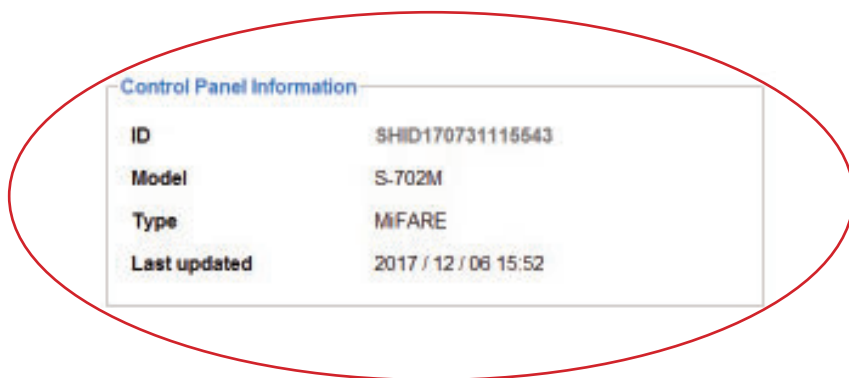 Control Panel Information
ID SHID170731115543
Model S-702M
Type MiFARE
Last updated 2017 / 12 / 06 15:52